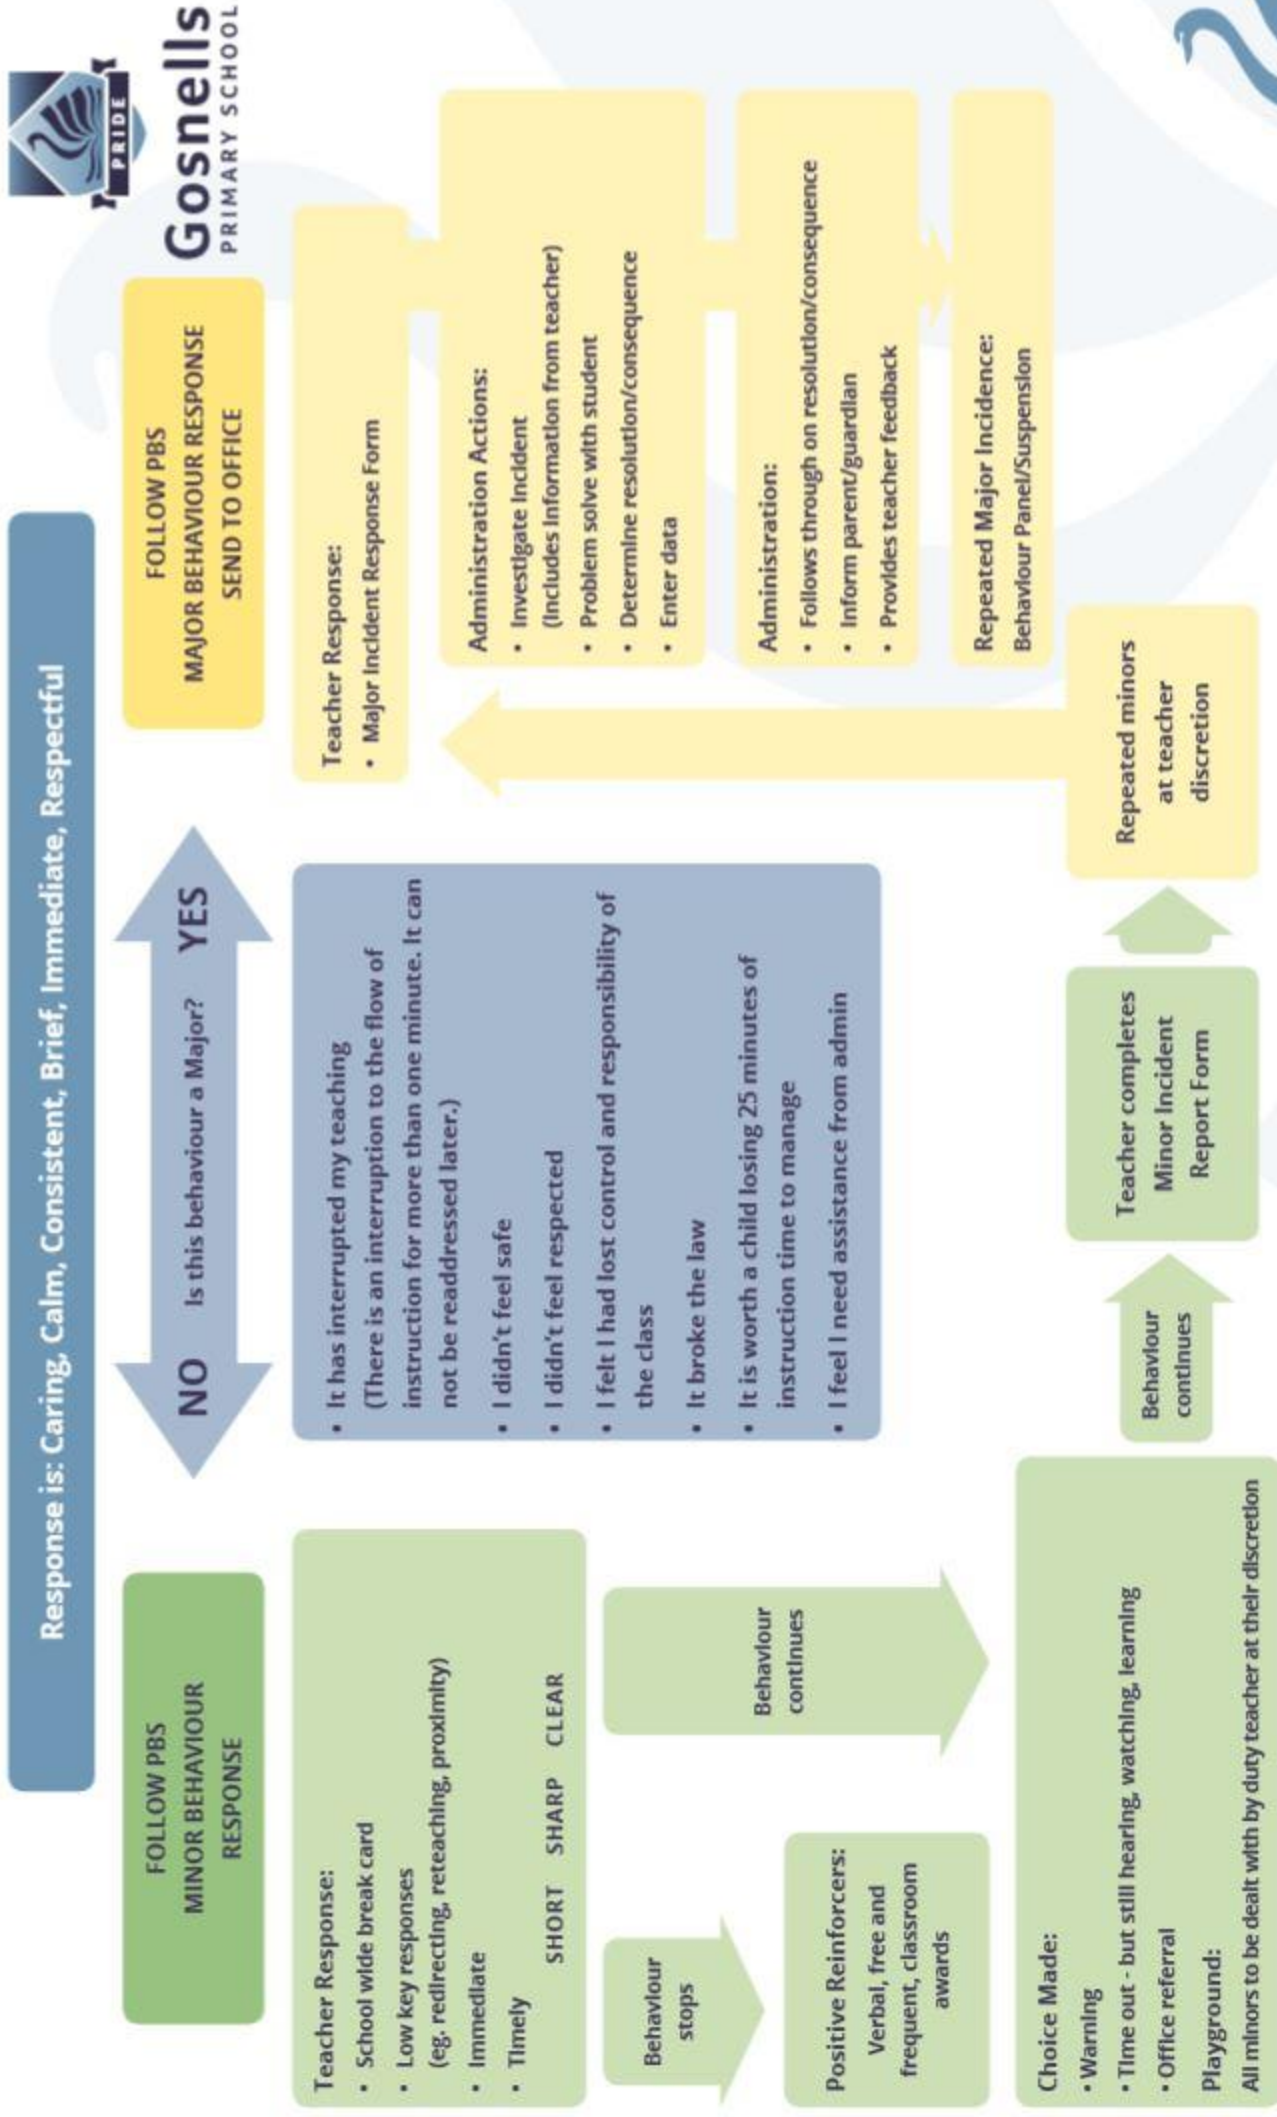 Response is: Caring, Calm, Consistent, Brief, Immediate, Respectful
PRIDE
Gosnells
PRIMARY SCHOOL
FOLLOW PBS
MINOR BEHAVIOUR
RESPONSE
NO Is this behaviour a Major? YES
FOLLOW PBS
MAJOR BEHAVIOUR RESPONSE
SEND TO OFFICE
Teacher Response:
• School wide break card
• Low key responses
(eg. redirecting, reteaching, proximity)
• Immediate
• Timely
SHORT SHARP CLEAR
Behaviour
stops
Behaviour
continues
Positive Reinforcers:
Verbal, free and
frequent, classroom
awards
Choice Made:
• Warning
• Time out - but still hearing, watching, learning
• Office referral
Playground:
All minors to be dealt with by duty teacher at their discretion
Behaviour
continues
Teacher completes
Minor Incident
Report Form
Repeated minors
at teacher
discretion
• It has interrupted my teaching
(There is an interruption to the flow of
instruction for more than one minute. It can
not be readdressed later.)
• I didn't feel safe
• I didn't feel respected
• I felt I had lost control and responsibility of
the class
• It broke the law
• It is worth a child losing 25 minutes of
instruction time to manage
• I feel I need assistance from admin
Teacher Response:
• Major Incident Response Form
Administration Actions:
• Investigate Incident
(Includes Information from teacher)
• Problem solve with student
• Determine resolution/consequence
• Enter data
Administration:
• Follows through on resolution/consequence
• Inform parent/guardian
• Provides teacher feedback
Repeated Major Incidence:
Behaviour Panel/Suspension